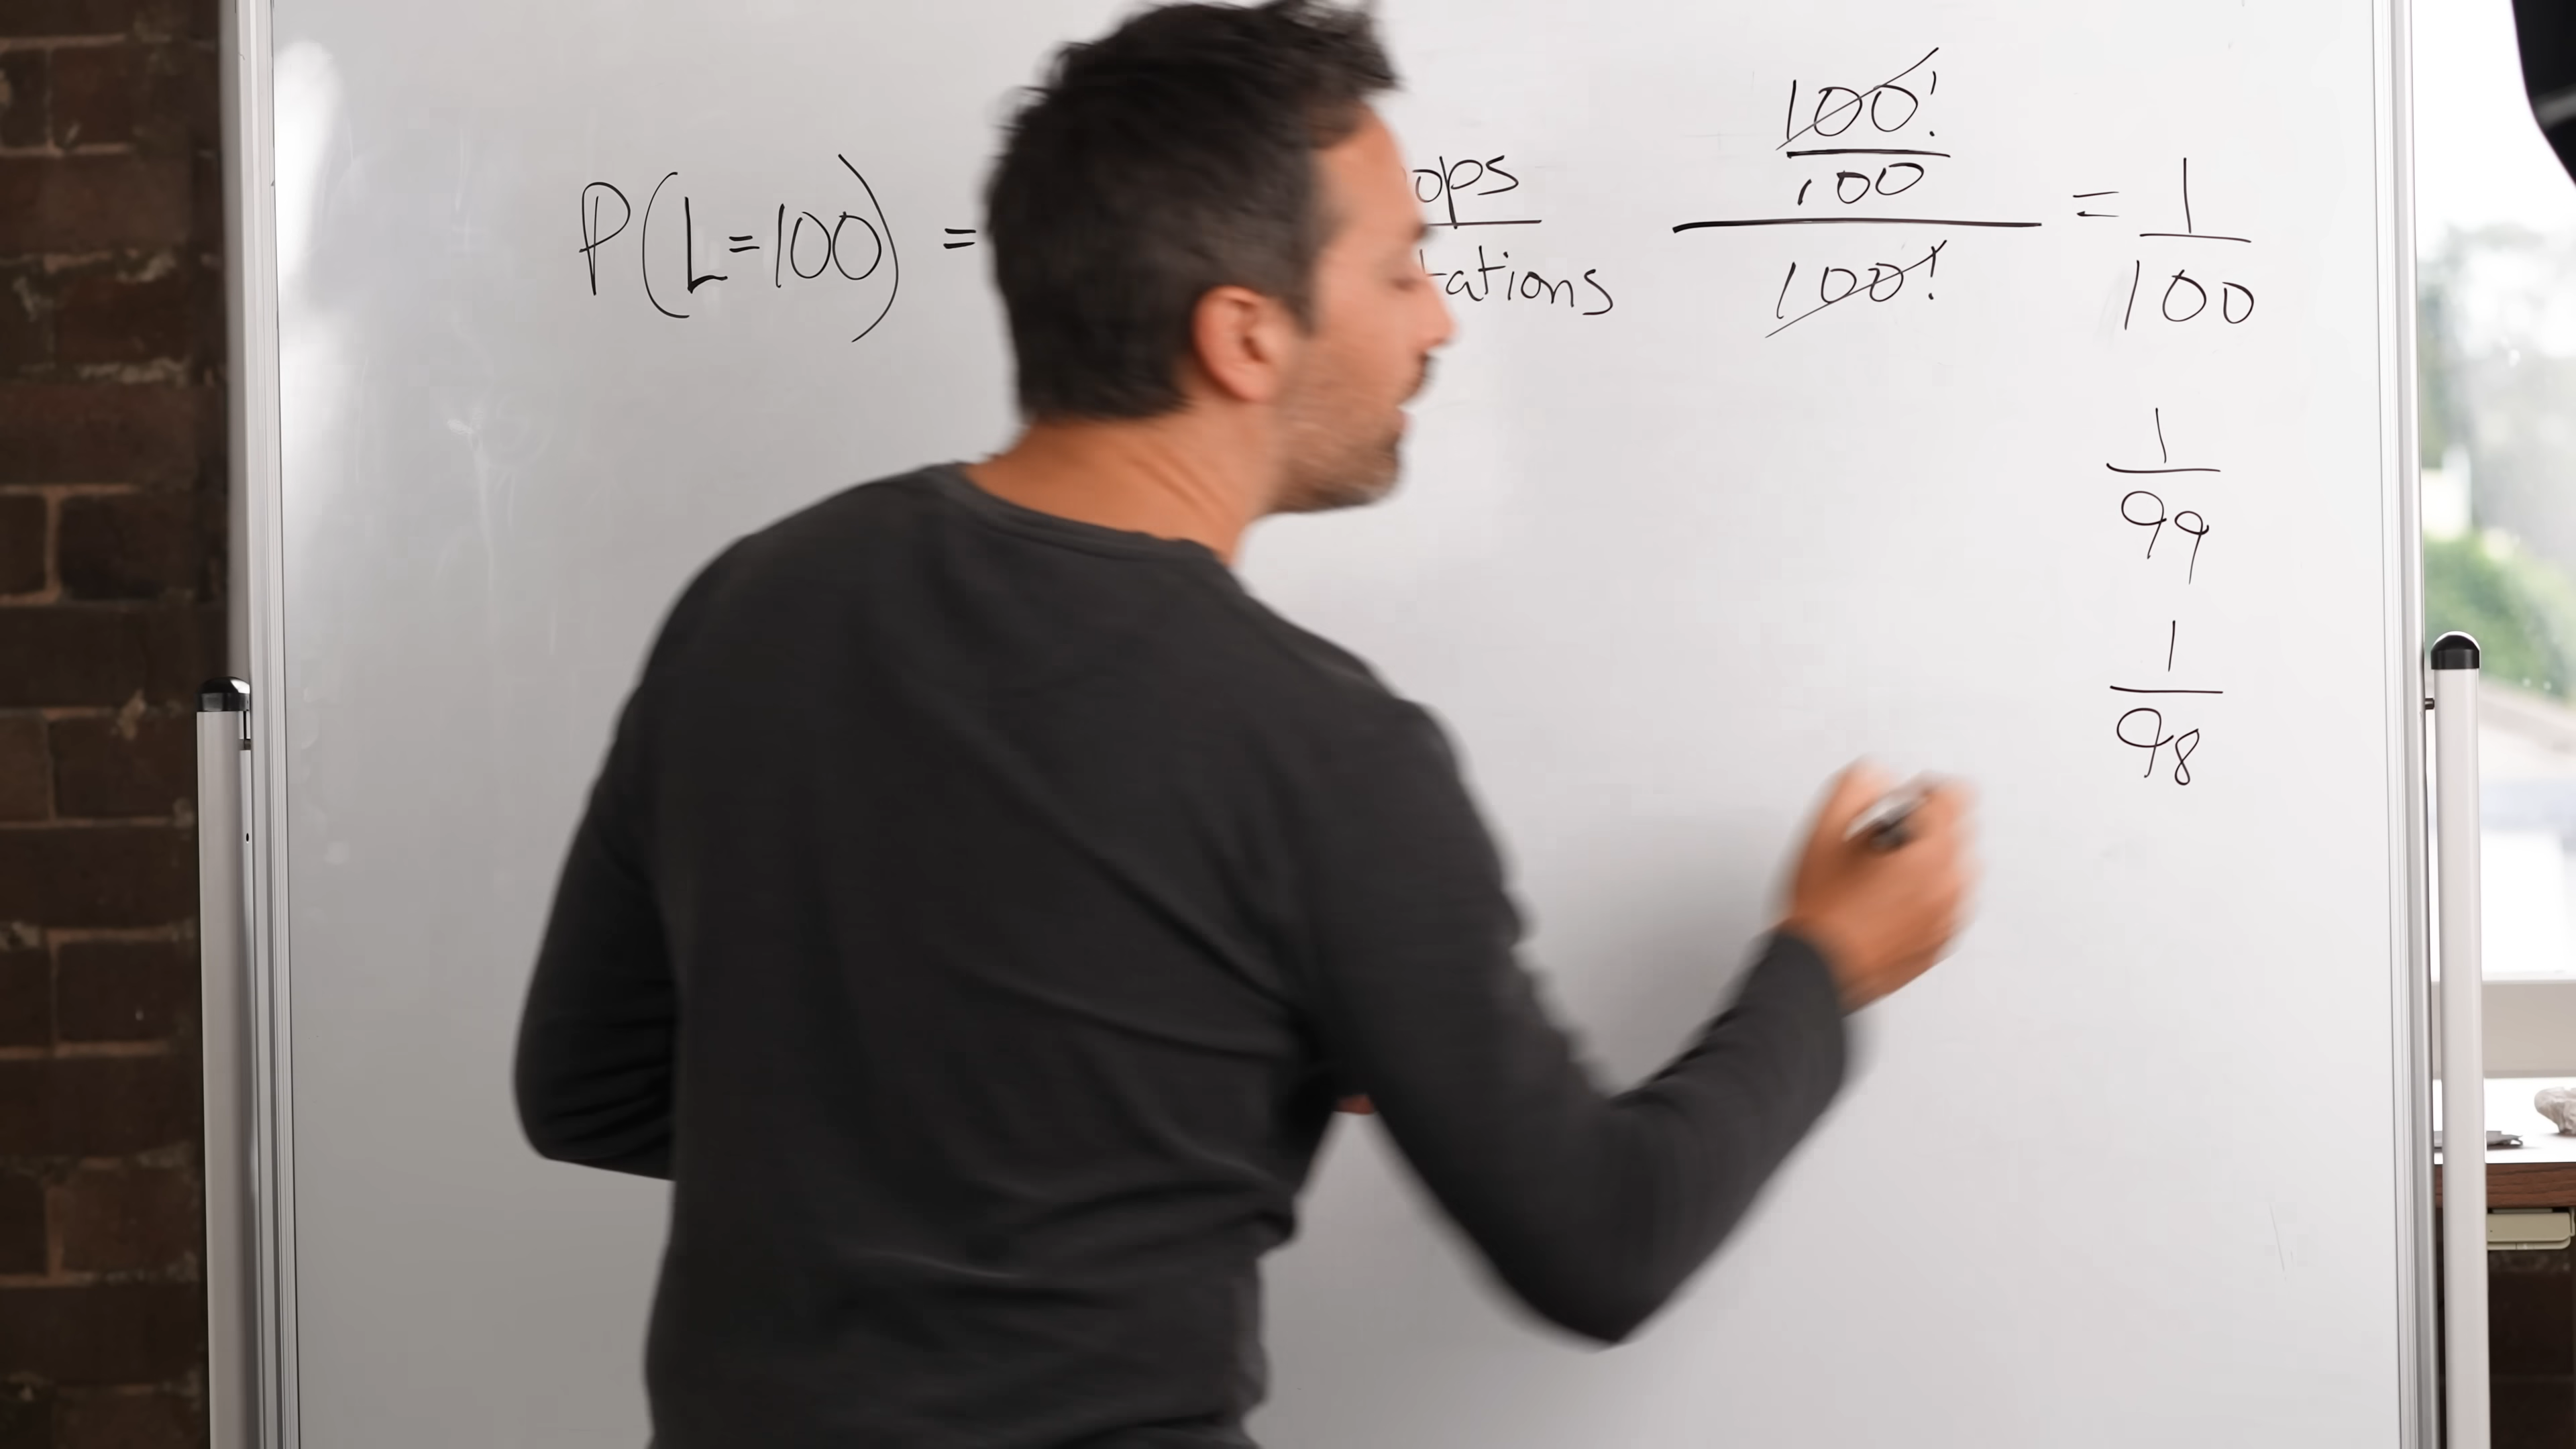 P(L=100) = ops / tations 100! / 100 / 100! = 1 / 100
1 / 99
1 / 98